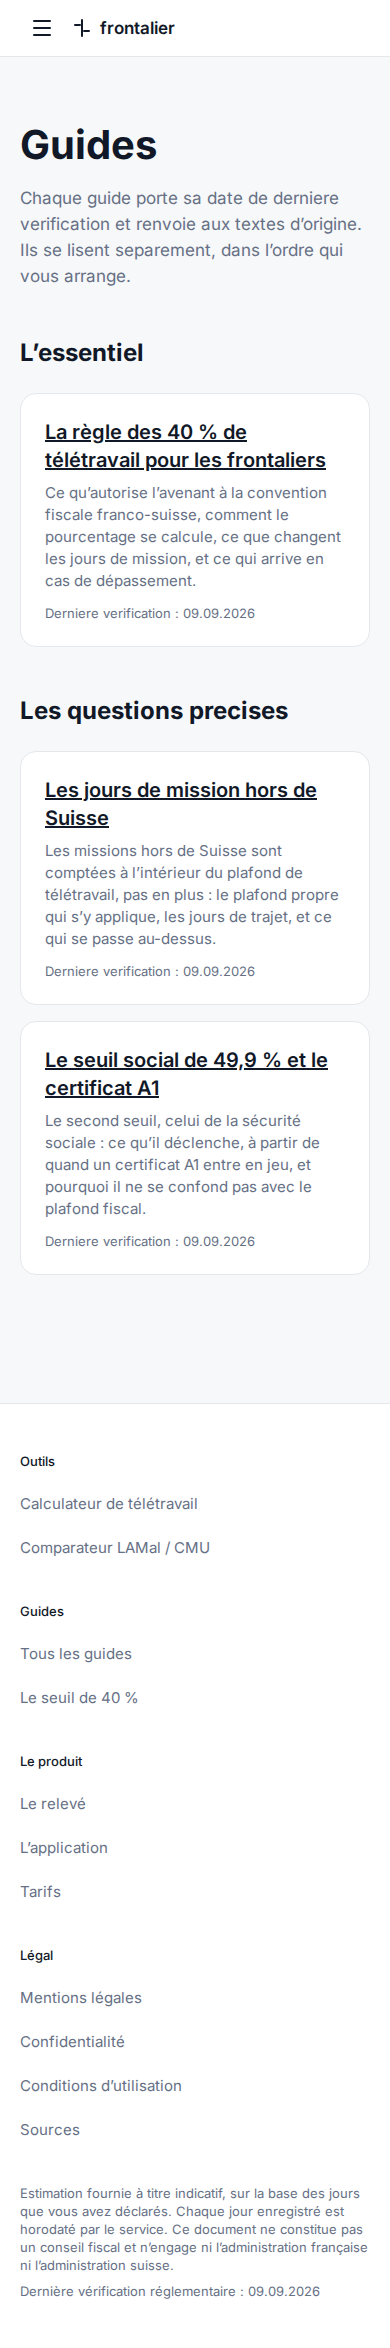 frontalier
Guides
Chaque guide porte sa date de derniere
verification et renvoie aux textes d’origine.
Ils se lisent separement, dans l’ordre qui
vous arrange.
L’essentiel
La règle des 40 % de
télétravail pour les frontaliers
Ce qu’autorise l’avenant à la convention
fiscale franco-suisse, comment le
pourcentage se calcule, ce que changent
les jours de mission, et ce qui arrive en
cas de dépassement.
Derniere verification : 09.09.2026
Les questions precises
Les jours de mission hors de
Suisse
Les missions hors de Suisse sont
comptées à l’intérieur du plafond de
télétravail, pas en plus : le plafond propre
qui s’y applique, les jours de trajet, et ce
qui se passe au-dessus.
Derniere verification : 09.09.2026
Le seuil social de 49,9 % et le
certificat A1
Le second seuil, celui de la sécurité
sociale : ce qu’il déclenche, à partir de
quand un certificat A1 entre en jeu, et
pourquoi il ne se confond pas avec le
plafond fiscal.
Derniere verification : 09.09.2026
Outils
Calculateur de télétravail
Comparateur LAMal / CMU
Guides
Tous les guides
Le seuil de 40 %
Le produit
Le relevé
L’application
Tarifs
Légal
Mentions légales
Confidentialité
Conditions d’utilisation
Sources
Estimation fournie à titre indicatif, sur la base des jours
que vous avez déclarés. Chaque jour enregistré est
horodaté par le service. Ce document ne constitue pas
un conseil fiscal et n’engage ni l’administration française
ni l’administration suisse.
Dernière vérification réglementaire : 09.09.2026